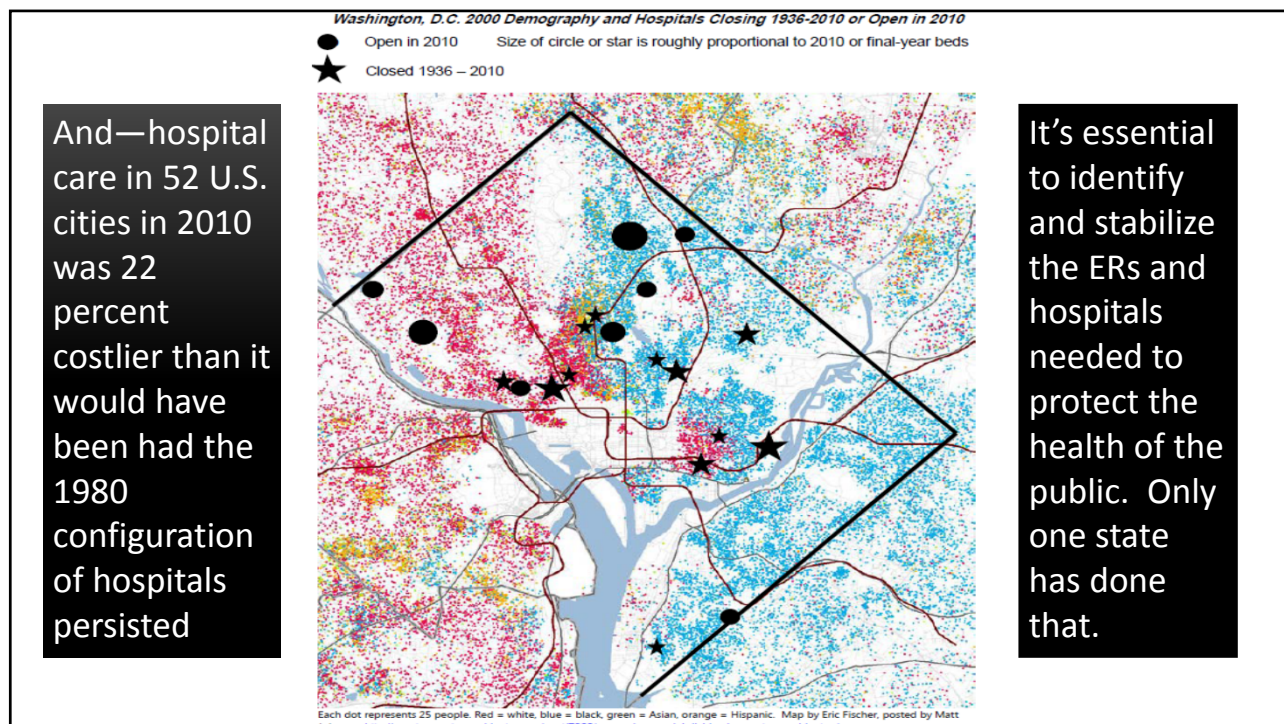 Washington, D.C. 2000 Demography and Hospitals Closing 1936-2010 or Open in 2010
Open in 2010 Size of circle or star is roughly proportional to 2010 or final-year beds
Closed 1936 – 2010
And—hospital
care in 52 U.S.
cities in 2010
was 22
percent
costlier than it
would have
been had the
1980
configuration
of hospitals
persisted
It’s essential
to identify
and stabilize
the ERs and
hospitals
needed to
protect the
health of the
public.  Only
one state
has done
that.
Each dot represents 25 people. Red = white, blue = black, green = Asian, orange = Hispanic. Map by Eric Fischer, posted by Matt